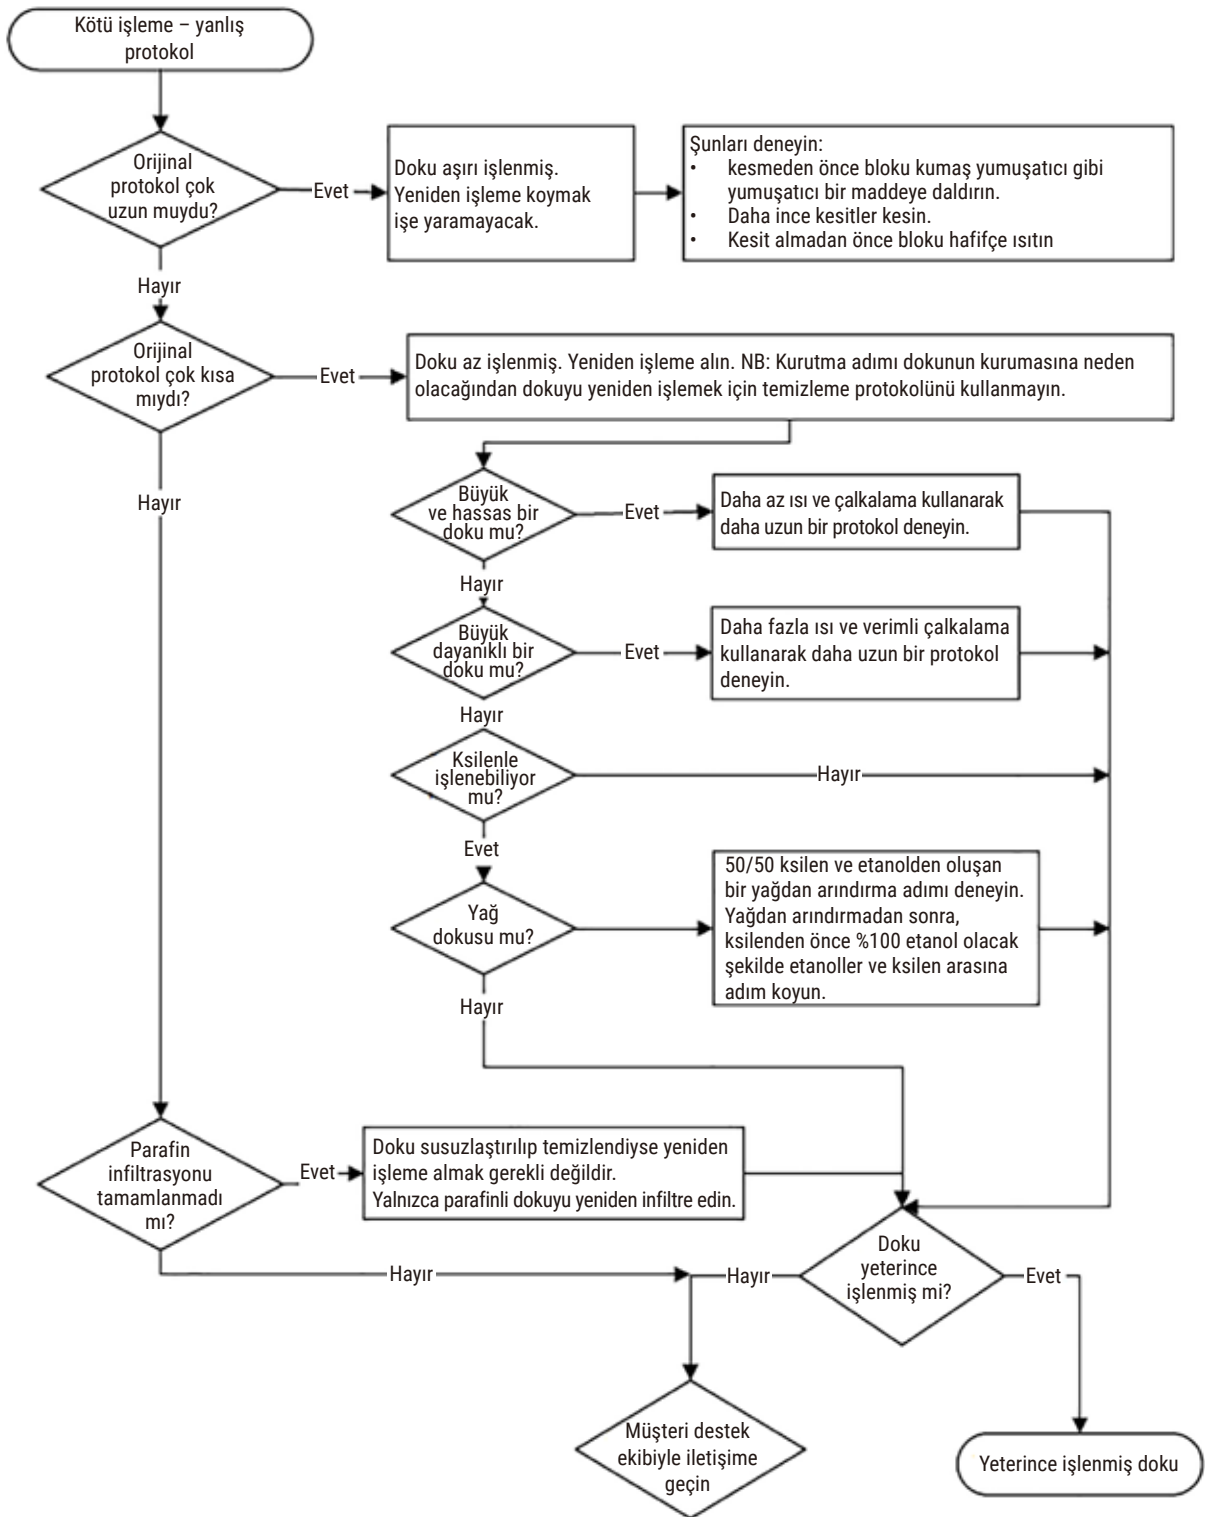 Kötü işleme – yanlış
protokol
Orijinal
protokol çok
uzun muydu?
Evet
Doku aşırı işlenmiş.
Yeniden işleme koymak
işe yaramayacak.
Şunları deneyin:
• kesmeden önce bloku kumaş yumuşatıcı gibi
yumuşatıcı bir maddeye daldırın.
• Daha ince kesitler kesin.
• Kesit almadan önce bloku hafifçe ısıtın
Hayır
Orijinal
protokol çok kısa
mıydı?
Evet
Doku az işlenmiş. Yeniden işleme alın. NB: Kurutma adımı dokunun kurumasına neden
olacağından dokuyu yeniden işlemek için temizleme protokolünü kullanmayın.
Hayır
Büyük
ve hassas bir
doku mu?
Evet
Daha az ısı ve çalkalama kullanarak
daha uzun bir protokol deneyin.
Hayır
Büyük
dayanıklı bir
doku mu?
Evet
Daha fazla ısı ve verimli çalkalama
kullanarak daha uzun bir protokol
deneyin.
Hayır
Ksilenle
işlenebiliyor
mu?
Hayır
Evet
Yağ
dokusu mu?
50/50 ksilen ve etanolden oluşan
bir yağdan arındırma adımı deneyin.
Yağdan arındırmadan sonra,
ksilenden önce %100 etanol olacak
şekilde etanoller ve ksilen arasına
adım koyun.
Hayır
Parafin
infiltrasyonu
tamamlanmadı
mı?
Evet
Doku susuzlaştırılıp temizlendiyse yeniden
işleme almak gerekli değildir.
Yalnızca parafinli dokuyu yeniden infiltre edin.
Hayır
Doku
yeterince
işlenmiş mi?
Hayır
Evet
Müşteri destek
ekibiyle iletişime
geçin
Yeterince işlenmiş doku